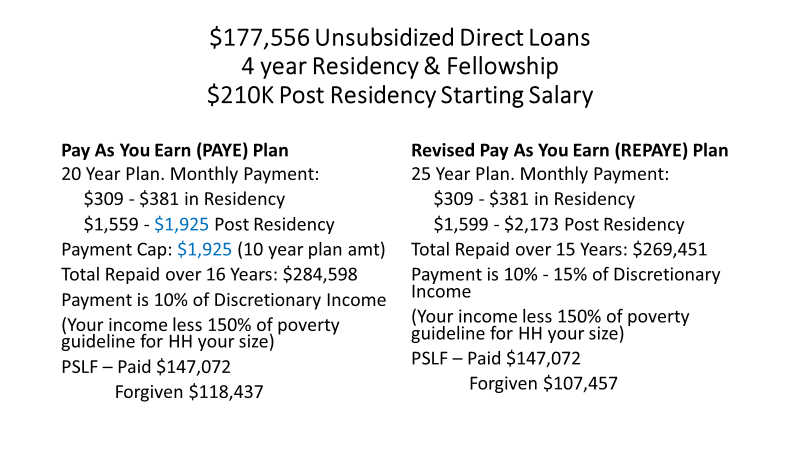 $177,556 Unsubsidized Direct Loans
4 year Residency & Fellowship
$210K Post Residency Starting Salary
Pay As You Earn (PAYE) Plan
20 Year Plan. Monthly Payment:
$309 - $381 in Residency
$1,559 - $1,925 Post Residency
Payment Cap: $1,925 (10 year plan amt)
Total Repaid over 16 Years: $284,598
Payment is 10% of Discretionary Income
(Your income less 150% of poverty
guideline for HH your size)
PSLF – Paid $147,072
Forgiven $118,437
Revised Pay As You Earn (REPAYE) Plan
25 Year Plan. Monthly Payment:
$309 - $381 in Residency
$1,599 - $2,173 Post Residency
Total Repaid over 15 Years: $269,451
Payment is 10% - 15% of Discretionary
Income
(Your income less 150% of poverty
guideline for HH your size)
PSLF – Paid $147,072
Forgiven $107,457